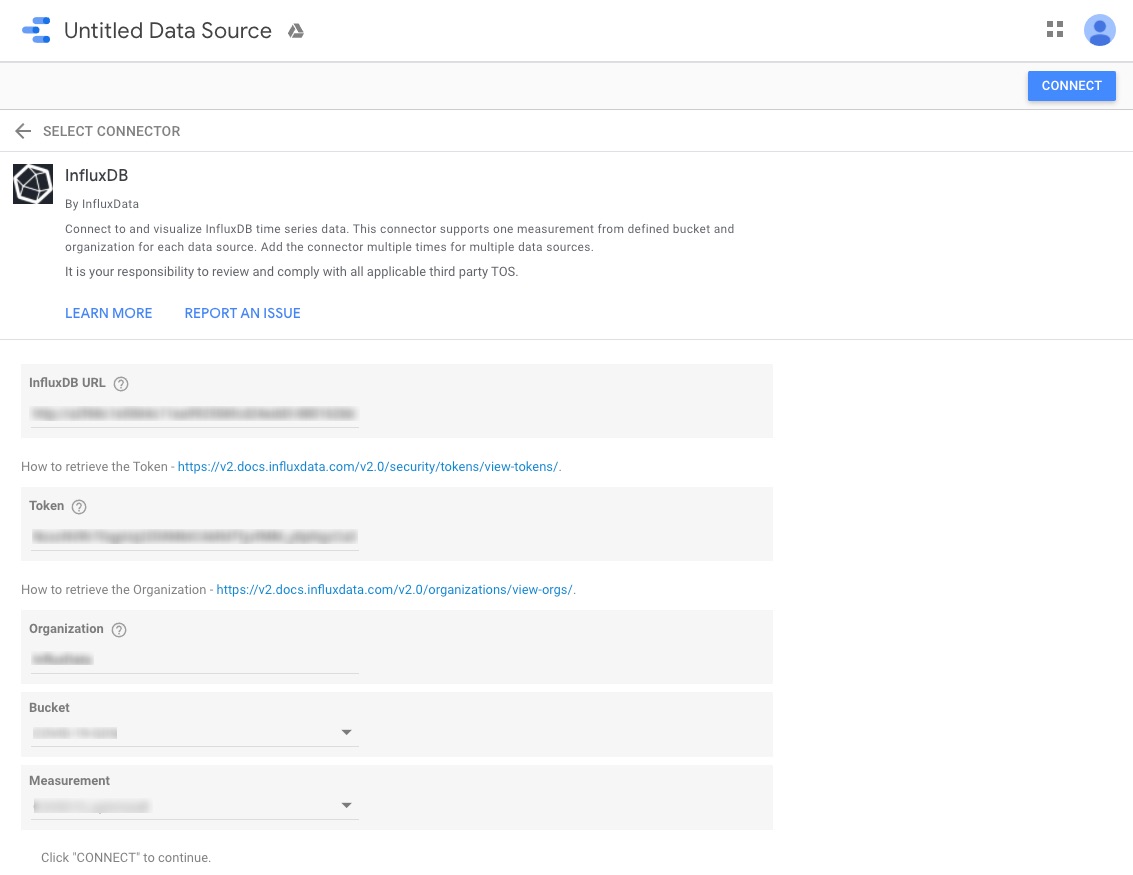 Untitled Data Source
CONNECT
SELECT CONNECTOR
InfluxDB
By InfluxData
Connect to and visualize InfluxDB time series data. This connector supports one measurement from defined bucket and
organization for each data source. Add the connector multiple times for multiple data sources.
It is your responsibility to review and comply with all applicable third party TOS.
LEARN MORE REPORT AN ISSUE
InfluxDB URL
How to retrieve the Token - https://v2.docs.influxdata.com/v2.0/security/tokens/view-tokens/.
Token
How to retrieve the Organization - https://v2.docs.influxdata.com/v2.0/organizations/view-orgs/.
Organization
Bucket
Measurement
Click "CONNECT" to continue.